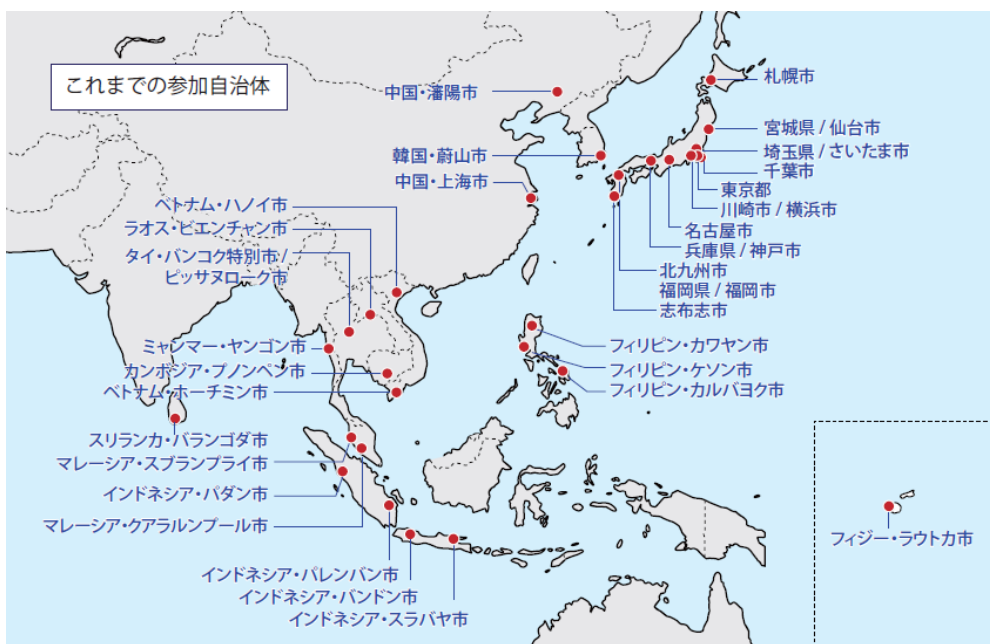 これまでの参加自治体
中国・瀋陽市
韓国・蔚山市
中国・上海市
ベトナム・ハノイ市
ラオス・ビエンチャン市
タイ・バンコク特別市 /
ピッサヌローク市
ミャンマー・ヤンゴン市
カンボジア・プノンペン市
ベトナム・ホーチミン市
スリランカ・バランゴダ市
マレーシア・スブランプライ市
インドネシア・パダン市
マレーシア・クアラルンプール市
インドネシア・パレンバン市
インドネシア・バンドン市
インドネシア・スラバヤ市
札幌市
宮城県 / 仙台市
埼玉県 / さいたま市
千葉市
東京都
川崎市 / 横浜市
名古屋市
兵庫県 / 神戸市
北九州市
福岡県 / 福岡市
志布志市
フィリピン・カワヤン市
フィリピン・ケソン市
フィリピン・カルバヨク市
フィジー・ラウトカ市